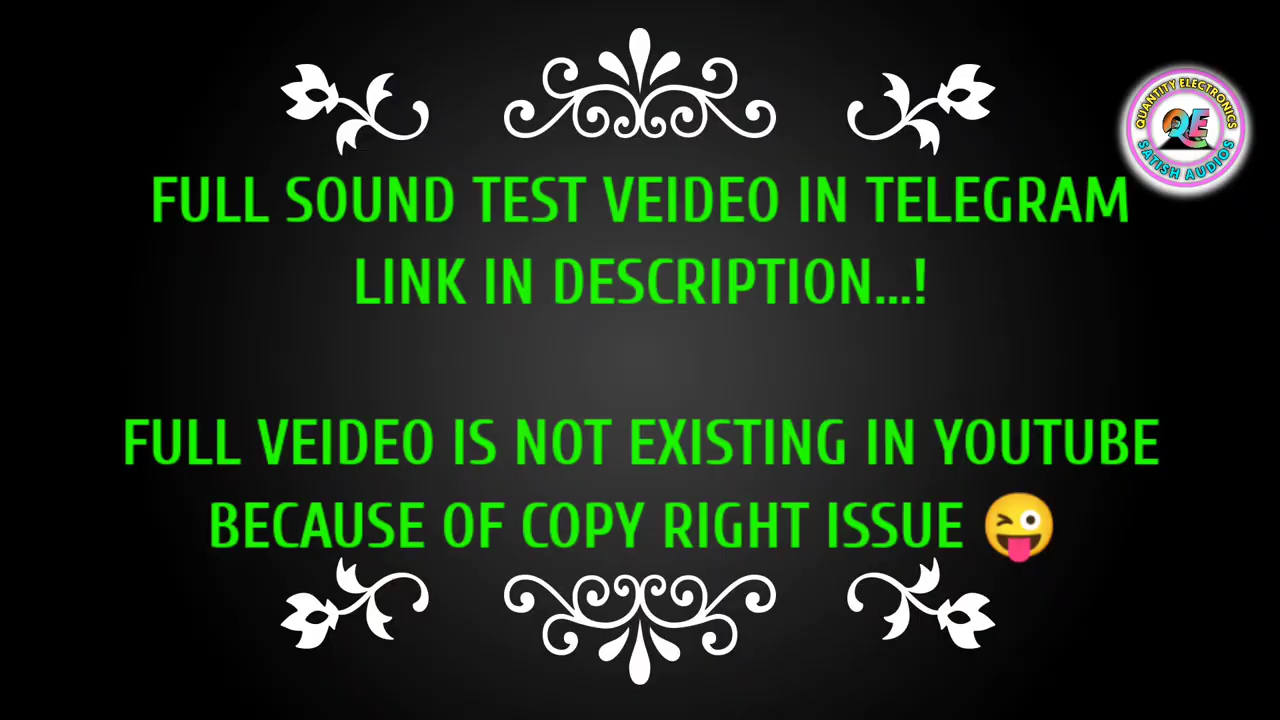 QUANTITY ELECTRONICS
QE
SATISH AUDIOS
FULL SOUND TEST VEIDEO IN TELEGRAM
LINK IN DESCRIPTION...!
FULL VEIDEO IS NOT EXISTING IN YOUTUBE
BECAUSE OF COPY RIGHT ISSUE 😜